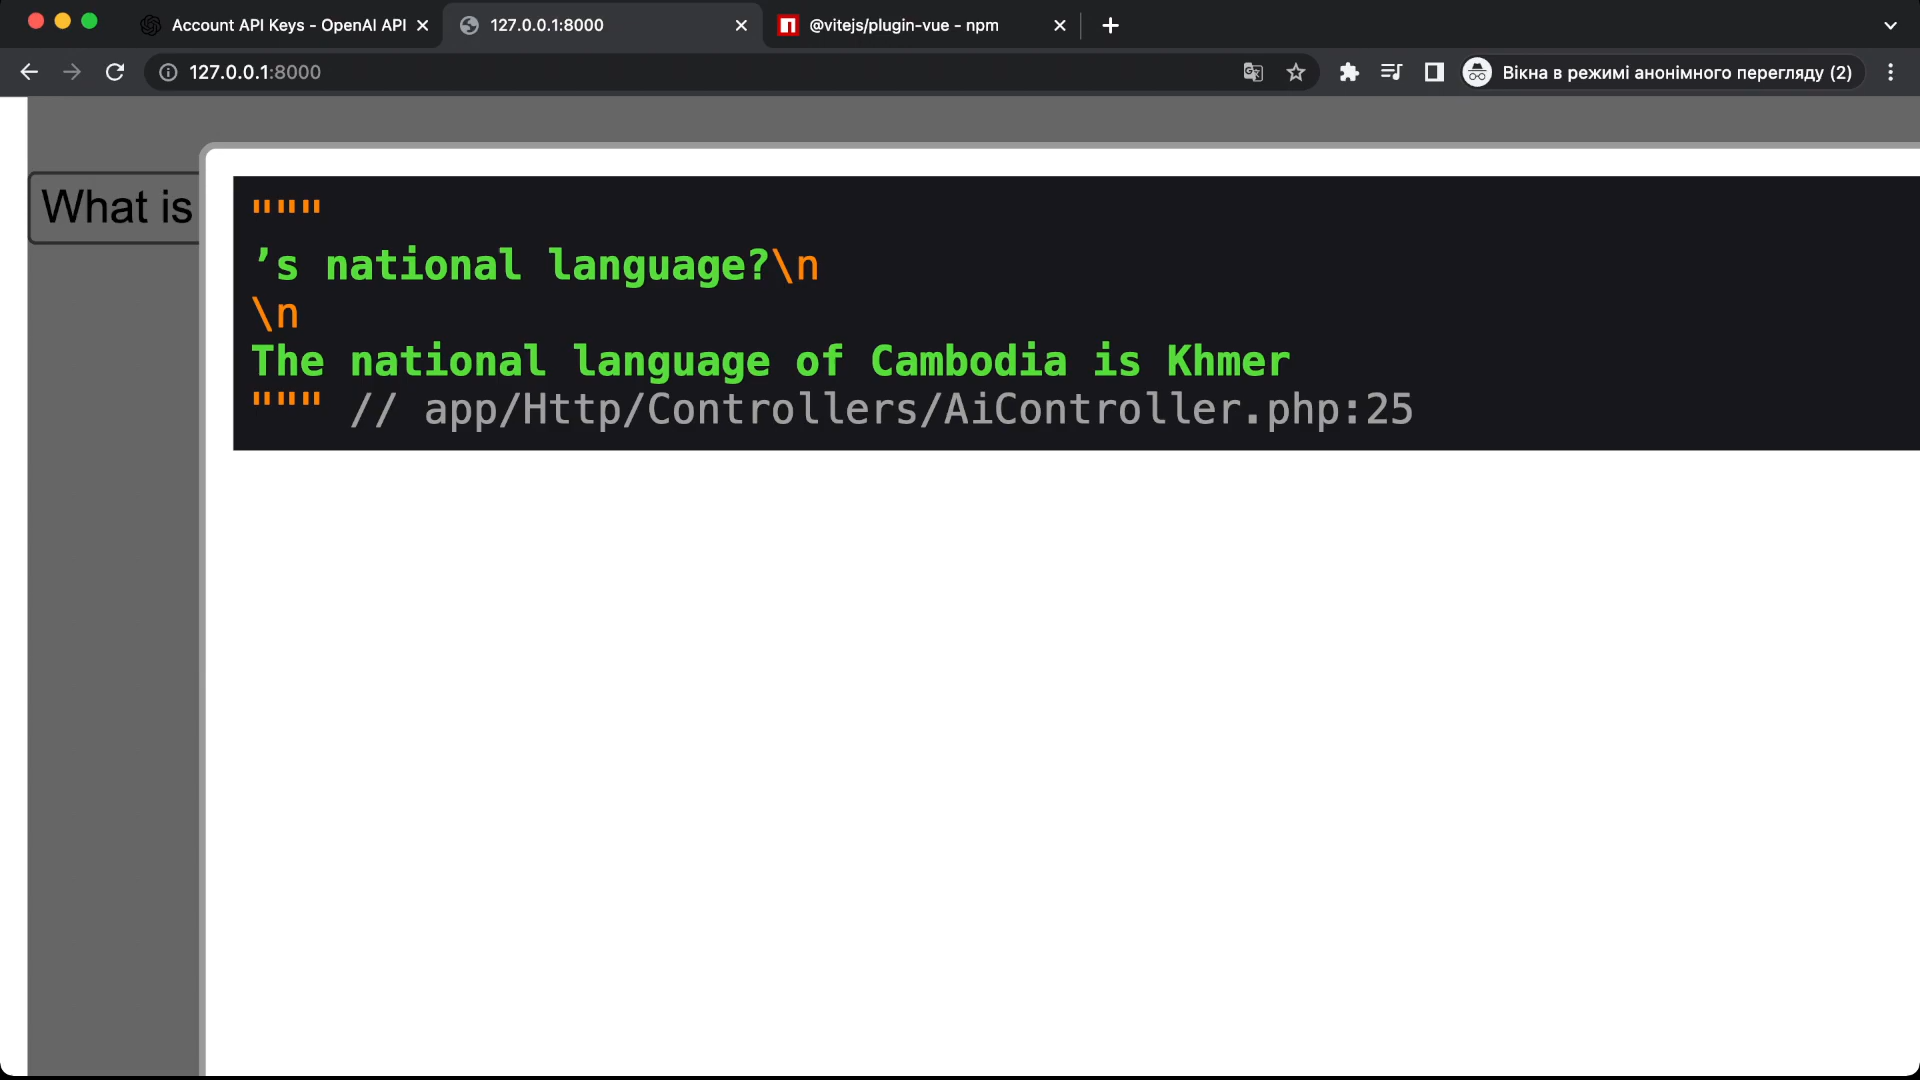 Account API Keys - OpenAI API
127.0.0.1:8000
@vitejs/plugin-vue - npm
127.0.0.1:8000
Вікна в режимі анонімного перегляду (2)
What is
"""
’s national language?\n
\n
The national language of Cambodia is Khmer
""" // app/Http/Controllers/AiController.php:25